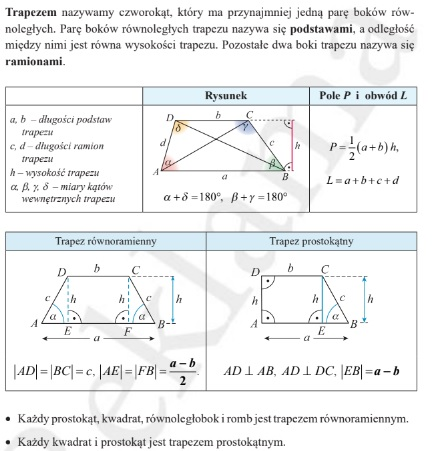 Trapezem nazywamy czworokąt, który ma przynajmniej jedną parę boków rów-
noległych. Parę boków równoległych trapezu nazywa się podstawami, a odległość
między nimi jest równa wysokości trapezu. Pozostałe dwa boki trapezu nazywa się
ramionami.
Rysunek
Pole P i obwód L
a, b – długości podstaw
trapezu
c, d – długości ramion
trapezu
h – wysokość trapezu
α, β, γ, δ – miary kątów
wewnętrznych trapezu
D b C
δ γ
d c h
α β
A a B
α + δ = 180°, β + γ = 180°
P = 1/2 (a + b) h,
L = a + b + c + d
Trapez równoramienny
Trapez prostokątny
D b C
c h h c h
A α E F α B
a
|AD| = |BC| = c, |AE| = |FB| = (a – b)/2.
D b C
h h c h
A E α B
a
AD ⊥ AB, AD ⊥ DC, |EB| = a – b
• Każdy prostokąt, kwadrat, równoległobok i romb jest trapezem równoramiennym.
• Każdy kwadrat i prostokąt jest trapezem prostokątnym.